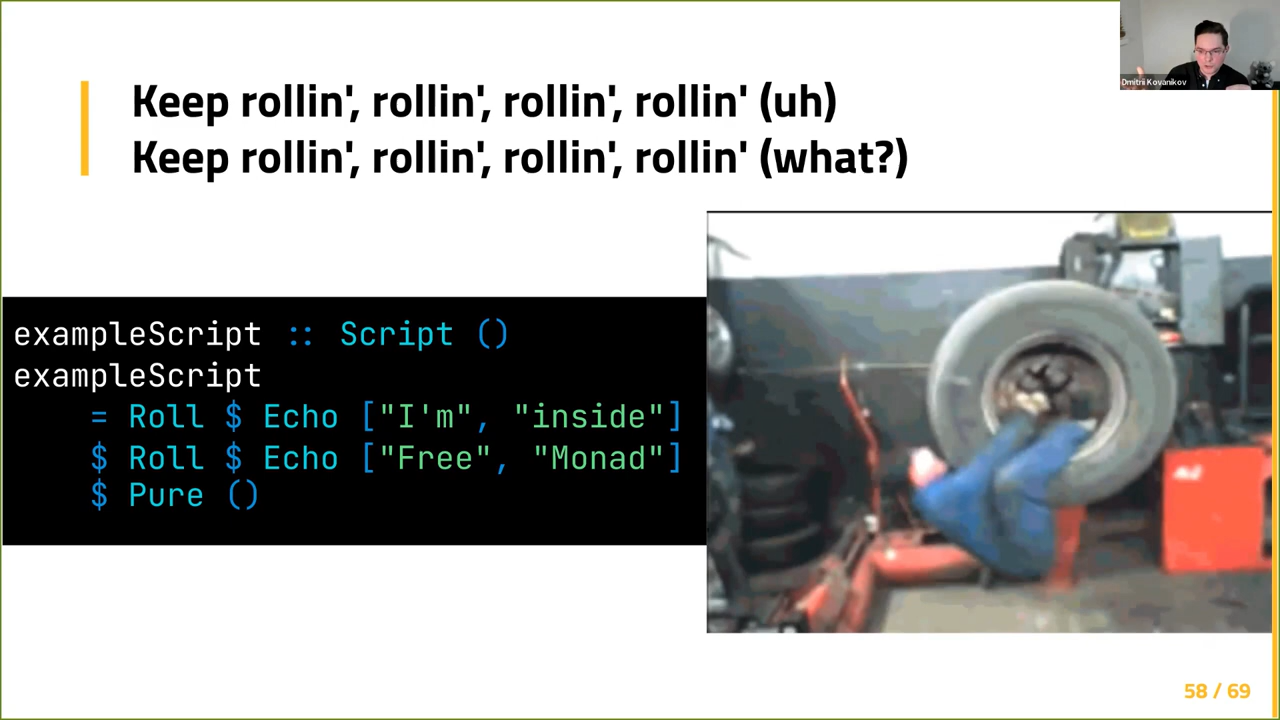 Dmitrii Kovanikov
Keep rollin', rollin', rollin', rollin' (uh)
Keep rollin', rollin', rollin', rollin' (what?)
exampleScript :: Script ()
exampleScript
= Roll $ Echo ["I'm", "inside"]
$ Roll $ Echo ["Free", "Monad"]
$ Pure ()
58 / 69